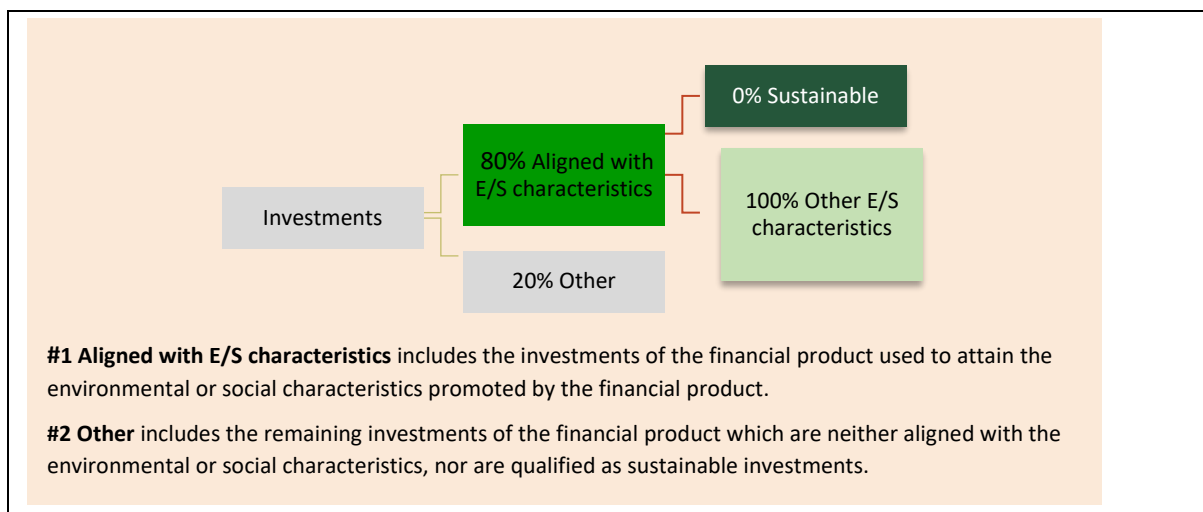 0% Sustainable
80% Aligned with
E/S characteristics
100% Other E/S
characteristics
Investments
20% Other
#1 Aligned with E/S characteristics includes the investments of the financial product used to attain the
environmental or social characteristics promoted by the financial product.
#2 Other includes the remaining investments of the financial product which are neither aligned with the
environmental or social characteristics, nor are qualified as sustainable investments.